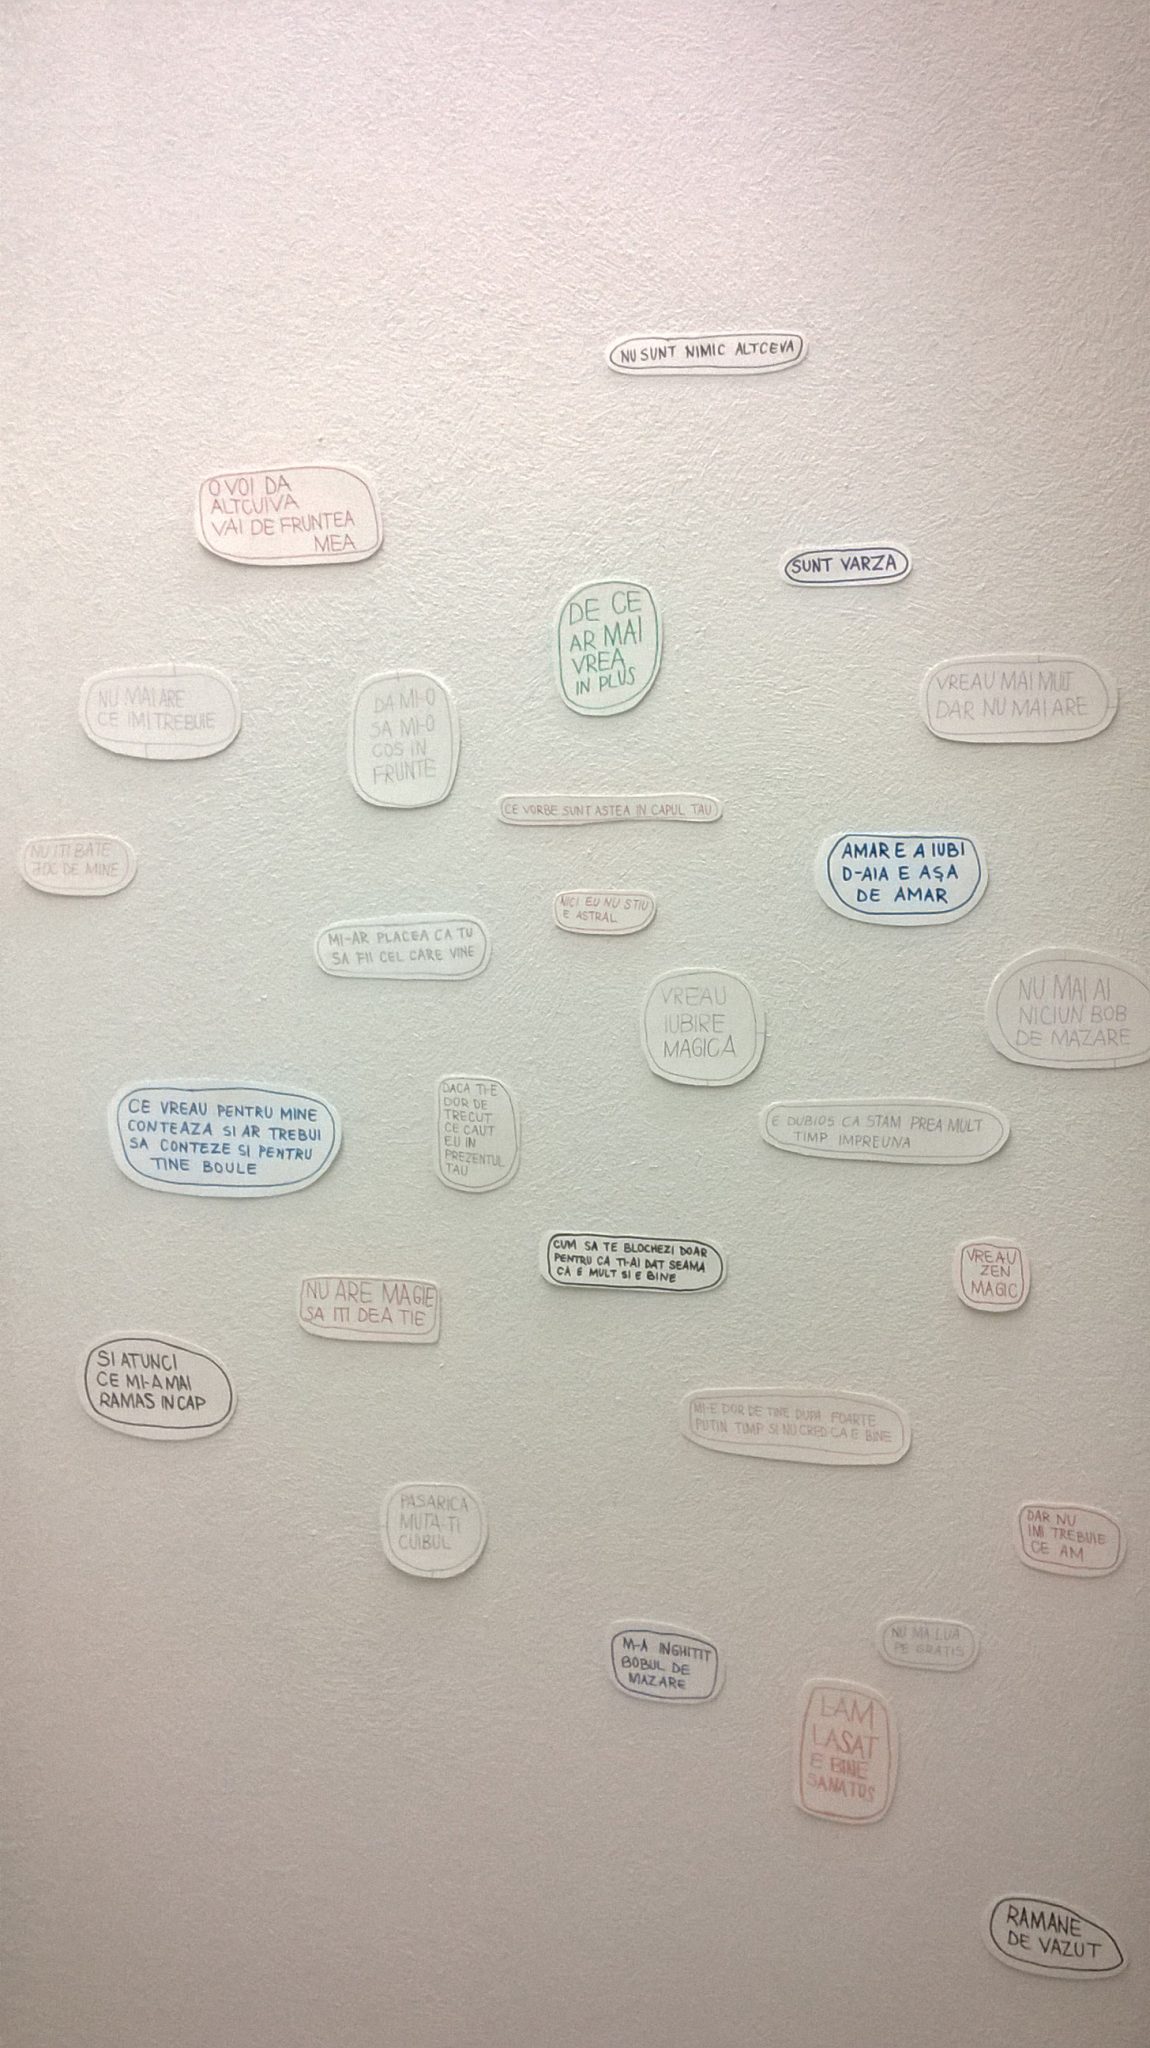 NU SUNT NIMIC ALTCEVA
O VOI DA
ALTCUIVA
VAI DE FRUNTEA
MEA
SUNT VARZA
DE CE
AR MAI
VREA
IN PLUS
NU MAI ARE
CE IMI TREBUIE
DA MI-O
SA MI-O
COS IN
FRUNTE
VREAU MAI MULT
DAR NU MAI ARE
CE VORBE SUNT ASTEA IN CAPUL TAU
NU ITI BATE
JOC DE MINE
AMAR E A IUBI
D-AIA E AȘA
DE AMAR
NICI EU NU STIU
E ASTRAL
MI-AR PLACEA CA TU
SA FII CEL CARE VINE
VREAU
IUBIRE
MAGICA
NU MAI AI
NICIUN BOB
DE MAZARE
CE VREAU PENTRU MINE
CONTEAZA SI AR TREBUI
SA CONTEZE SI PENTRU
TINE BOULE
DACA TI-E
DOR DE
TRECUT
CE CAUT
EU IN
PREZENTUL
TAU
E DUBIOS CA STAM PREA MULT
TIMP IMPREUNA
CUM SA TE BLOCHEZI DOAR
PENTRU CA TI-AI DAT SEAMA
CA E MULT SI E BINE
VREAU
ZEN
MAGIC
NU ARE MAGIE
SA ITI DEA TIE
SI ATUNCI
CE MI-A MAI
RAMAS IN CAP
MI-E DOR DE TINE DUPA FOARTE
PUTIN TIMP SI NU CRED CA E BINE
PASARICA
MUTA-TI
CUIBUL
DAR NU
IMI TREBUIE
CE AM
M-A INGHITIT
BOBUL DE
MAZARE
NU MA LUA
PE GRATIS
L-AM
LASAT
E BINE
SANATOS
RAMANE
DE VAZUT